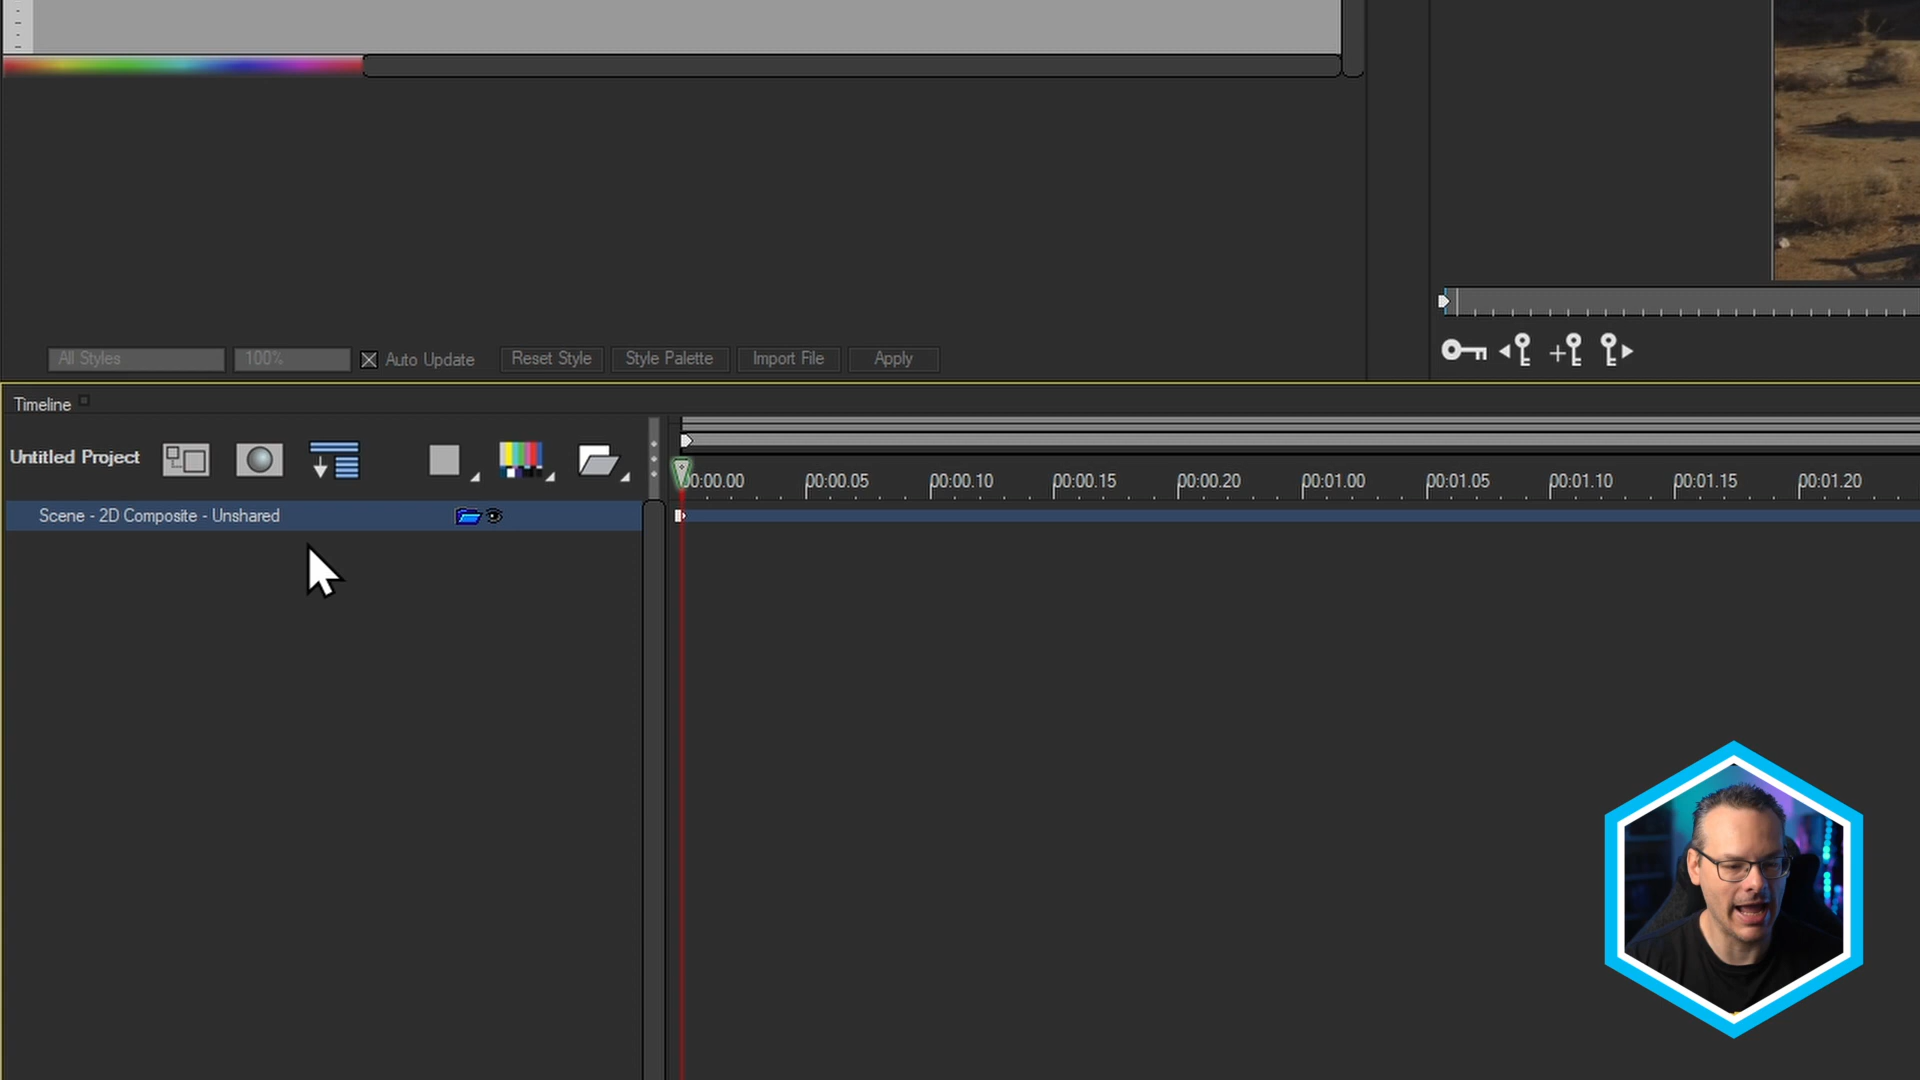 All Styles
100%
Auto Update
Reset Style
Style Palette
Import File
Apply
Timeline
Untitled Project
00:00.00
00:00.05
00:00.10
00:00.15
00:00.20
00:01.00
00:01.05
00:01.10
00:01.15
00:01.20
Scene - 2D Composite - Unshared